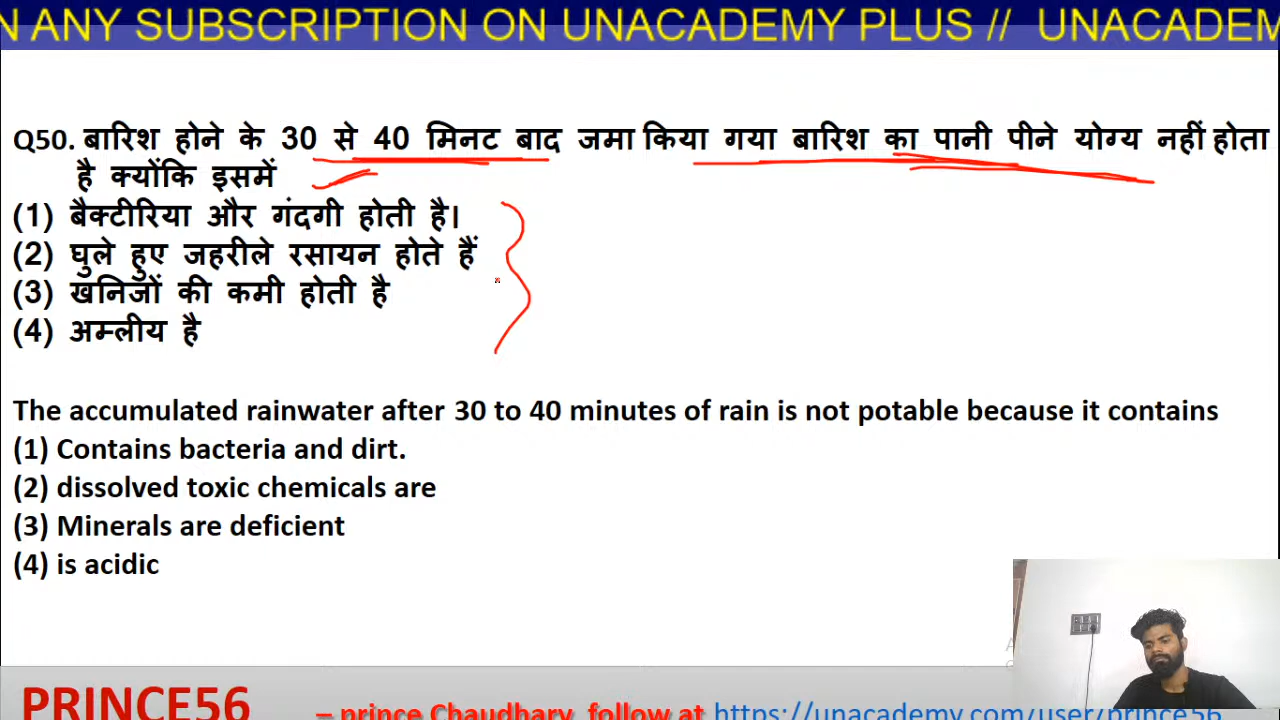 N ANY SUBSCRIPTION ON UNACADEMY PLUS // UNACADEM
Q50. बारिश होने के 30 से 40 मिनट बाद जमा किया गया बारिश का पानी पीने योग्य नहीं होता
है क्योंकि इसमें
(1) बैक्टीरिया और गंदगी होती है।
(2) घुले हुए जहरीले रसायन होते हैं
(3) खनिजों की कमी होती है
(4) अम्लीय है
The accumulated rainwater after 30 to 40 minutes of rain is not potable because it contains
(1) Contains bacteria and dirt.
(2) dissolved toxic chemicals are
(3) Minerals are deficient
(4) is acidic
PRINCE56 – prince Chaudhary follow at https://unacademy.com/user/prince56